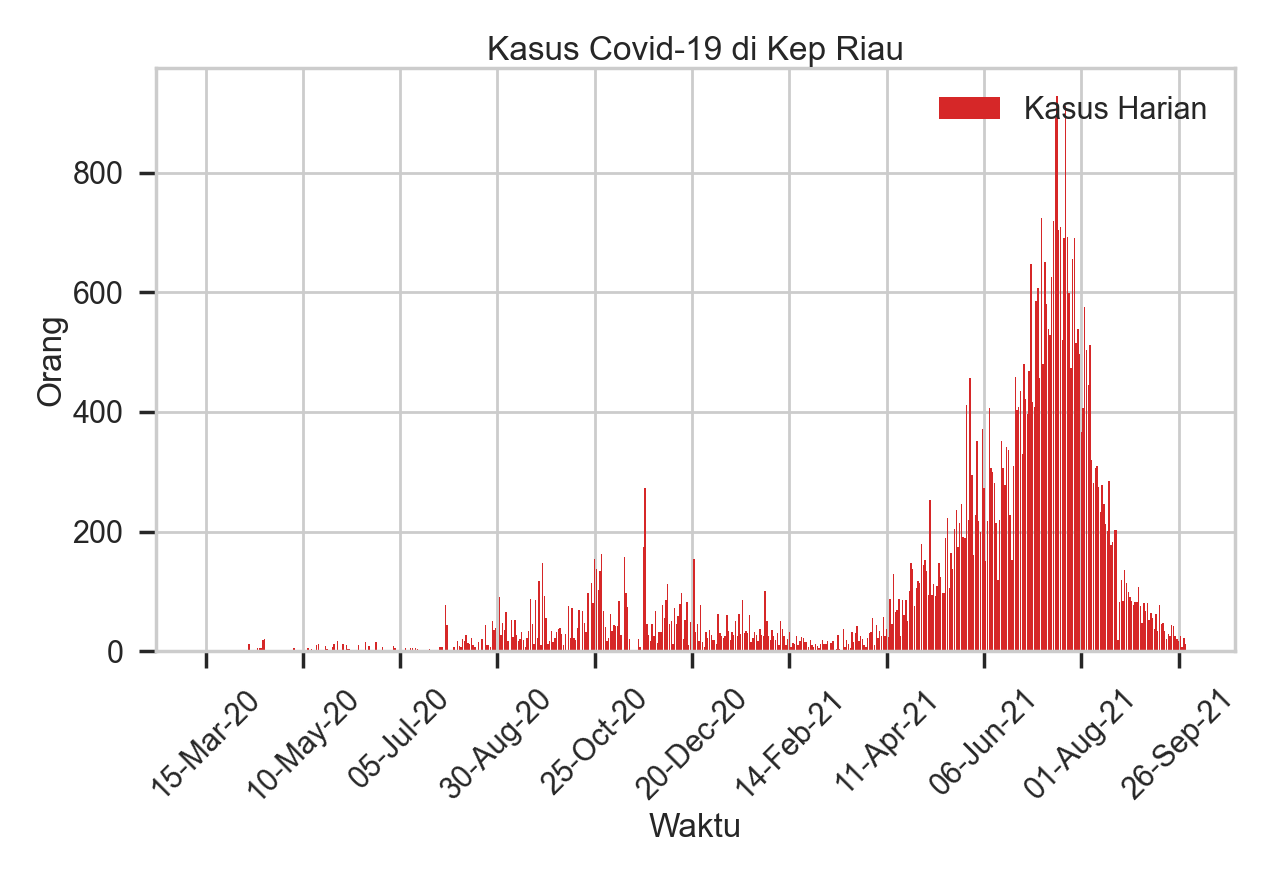 Kasus Covid-19 di Kep Riau
Kasus Harian
800
600
400
200
0
Orang
15-Mar-20
10-May-20
05-Jul-20
30-Aug-20
25-Oct-20
20-Dec-20
14-Feb-21
11-Apr-21
06-Jun-21
01-Aug-21
26-Sep-21
Waktu